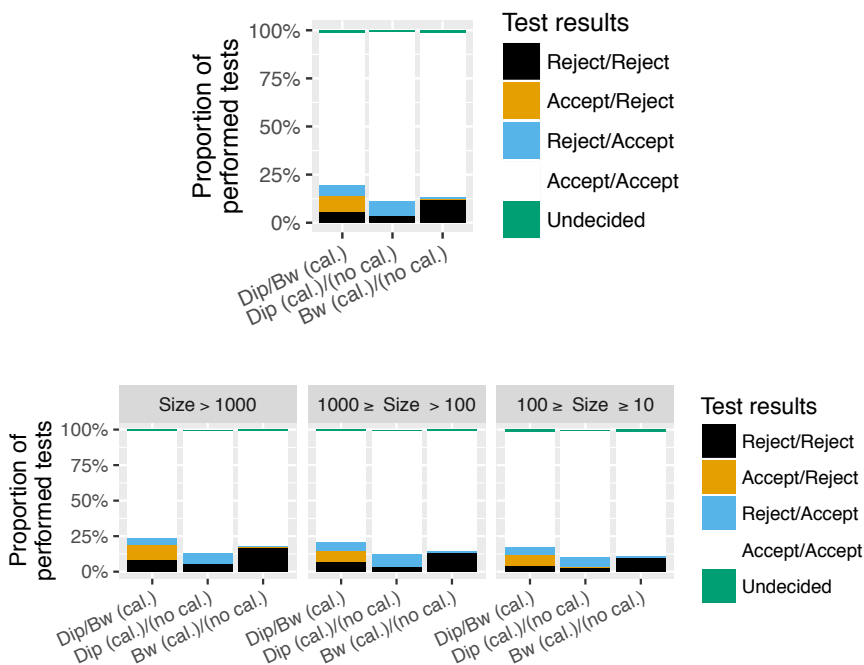 Proportion of
performed tests
100%
75%
50%
25%
0%
Dip/Bw (cal.)
Dip (cal.)/(no cal.)
Bw (cal.)/(no cal.)
Test results
Reject/Reject
Accept/Reject
Reject/Accept
Accept/Accept
Undecided
Size > 1000
1000 ≥ Size > 100
100 ≥ Size ≥ 10
Proportion of
performed tests
100%
75%
50%
25%
0%
Dip/Bw (cal.)
Dip (cal.)/(no cal.)
Bw (cal.)/(no cal.)
Dip/Bw (cal.)
Dip (cal.)/(no cal.)
Bw (cal.)/(no cal.)
Dip/Bw (cal.)
Dip (cal.)/(no cal.)
Bw (cal.)/(no cal.)
Test results
Reject/Reject
Accept/Reject
Reject/Accept
Accept/Accept
Undecided